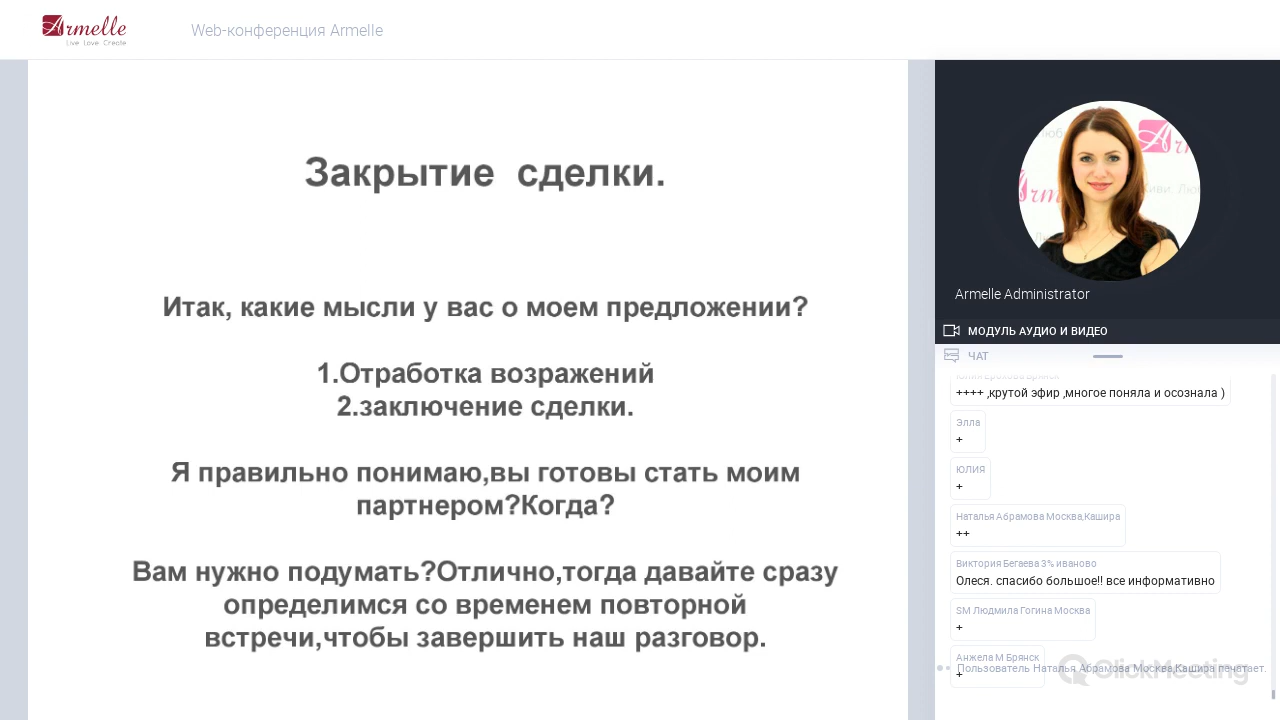 Armelle
Live Love Create
Web-конференция Armelle
Закрытие сделки.
Итак, какие мысли у вас о моем предложении?
1.Отработка возражений
2.заключение сделки.
Я правильно понимаю,вы готовы стать моим
партнером?Когда?
Вам нужно подумать?Отлично,тогда давайте сразу
определимся со временем повторной
встречи,чтобы завершить наш разговор.
Armelle Administrator
МОДУЛЬ АУДИО И ВИДЕО
ЧАТ
++++ ,крутой эфир ,многое поняла и осознала )
Элла
+
ЮЛИЯ
+
Наталья Абрамова Москва,Кашира
++
Виктория Бегаева 3% иваново
Олеся. спасибо большое!! все информативно
SM Людмила Гогина Москва
+
Анжела М Брянск
+
Пользователь Наталья Абрамова Москва,Кашира печатает.
ClickMeeting